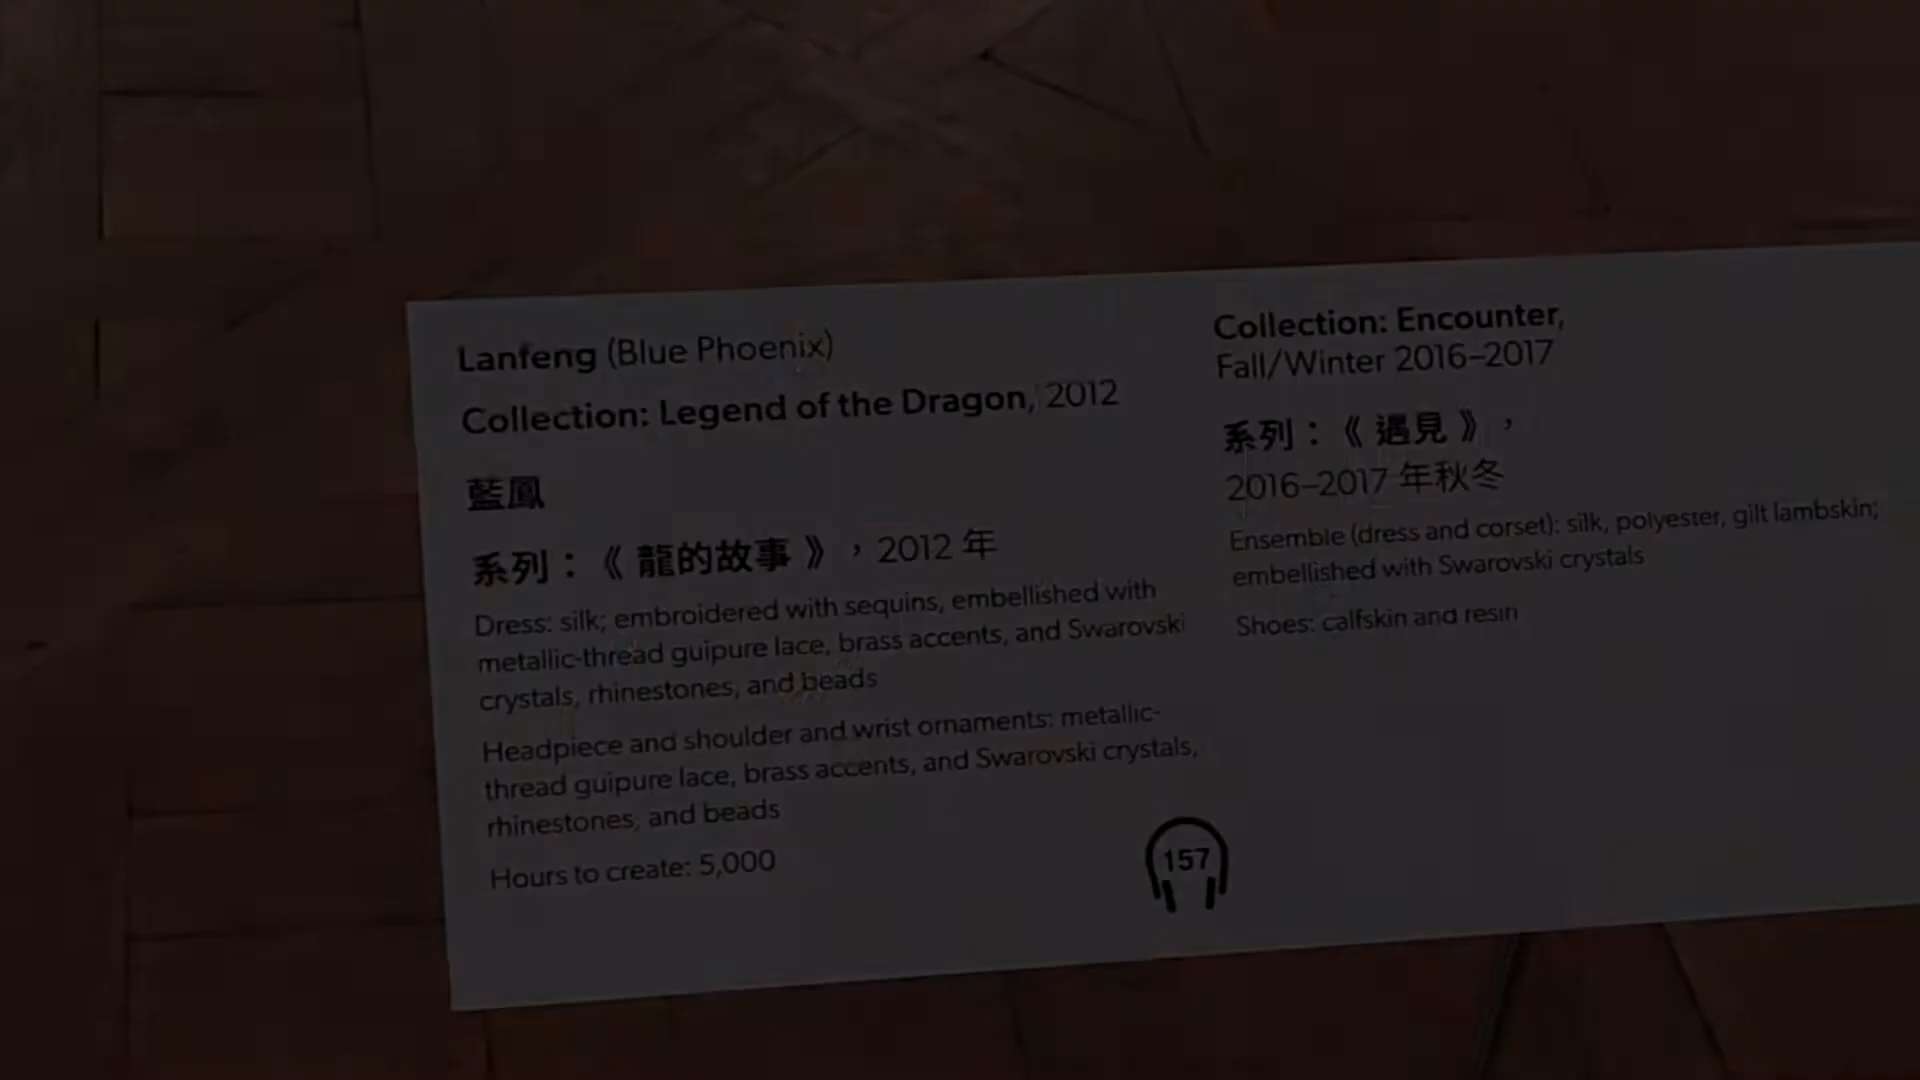 Lanfeng (Blue Phoenix)
Collection: Legend of the Dragon, 2012
藍鳳
系列：《 龍的故事 》，2012 年
Dress: silk; embroidered with sequins, embellished with
metallic-thread guipure lace, brass accents, and Swarovski
crystals, rhinestones, and beads
Headpiece and shoulder and wrist ornaments: metallic-
thread guipure lace, brass accents, and Swarovski crystals,
rhinestones, and beads
Hours to create: 5,000
Collection: Encounter,
Fall/Winter 2016–2017
系列：《 遇見 》，
2016–2017 年秋冬
Ensemble (dress and corset): silk, polyester, gilt lambskin;
embellished with Swarovski crystals
Shoes: calfskin and resin
157